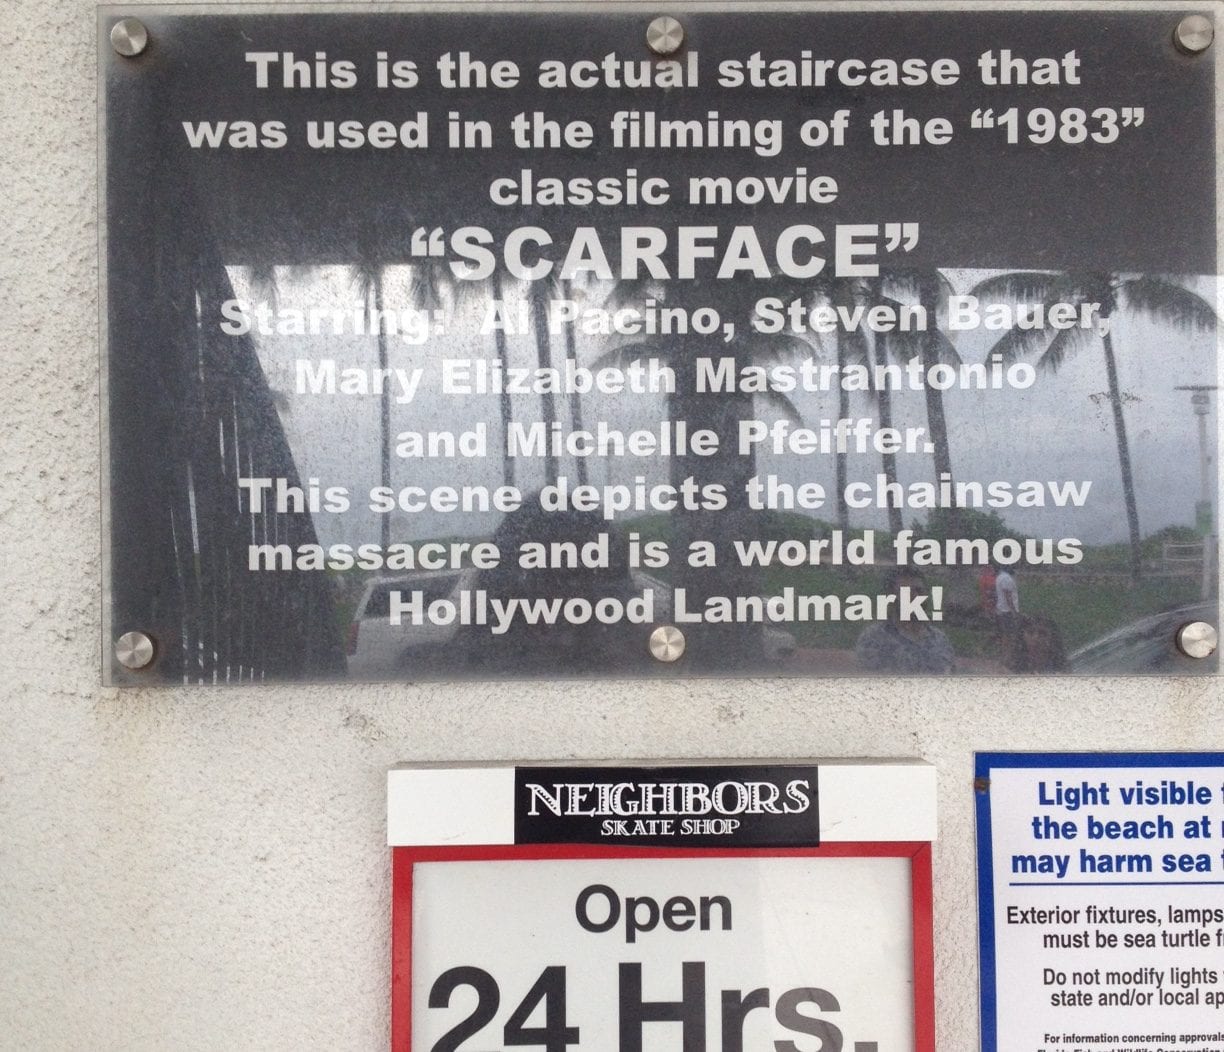 This is the actual staircase that
was used in the filming of the “1983”
classic movie
“SCARFACE”
Starring: Al Pacino, Steven Bauer,
Mary Elizabeth Mastrantonio
and Michelle Pfeiffer.
This scene depicts the chainsaw
massacre and is a world famous
Hollywood Landmark!
NEIGHBORS
SKATE SHOP
Open
24 Hrs.
Light visible
the beach at
may harm sea
Exterior fixtures, lamps
must be sea turtle
Do not modify lights
state and/or local
For information concerning